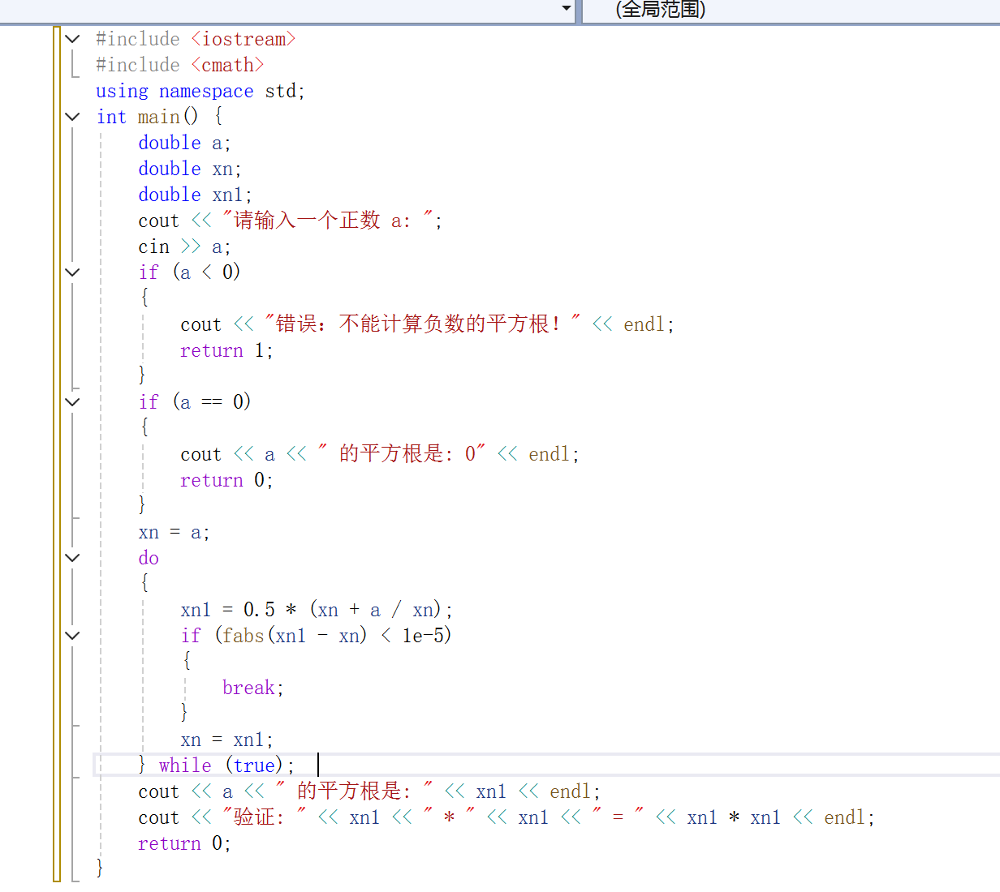 (全局范围)
#include <iostream>
#include <cmath>
using namespace std;
int main() {
    double a;
    double xn;
    double xn1;
    cout << "请输入一个正数 a: ";
    cin >> a;
    if (a < 0)
    {
        cout << "错误：不能计算负数的平方根！" << endl;
        return 1;
    }
    if (a == 0)
    {
        cout << a << " 的平方根是: 0" << endl;
        return 0;
    }
    xn = a;
    do
    {
        xn1 = 0.5 * (xn + a / xn);
        if (fabs(xn1 - xn) < 1e-5)
        {
            break;
        }
        xn = xn1;
    } while (true);
    cout << a << " 的平方根是: " << xn1 << endl;
    cout << "验证: " << xn1 << " * " << xn1 << " = " << xn1 * xn1 << endl;
    return 0;
}